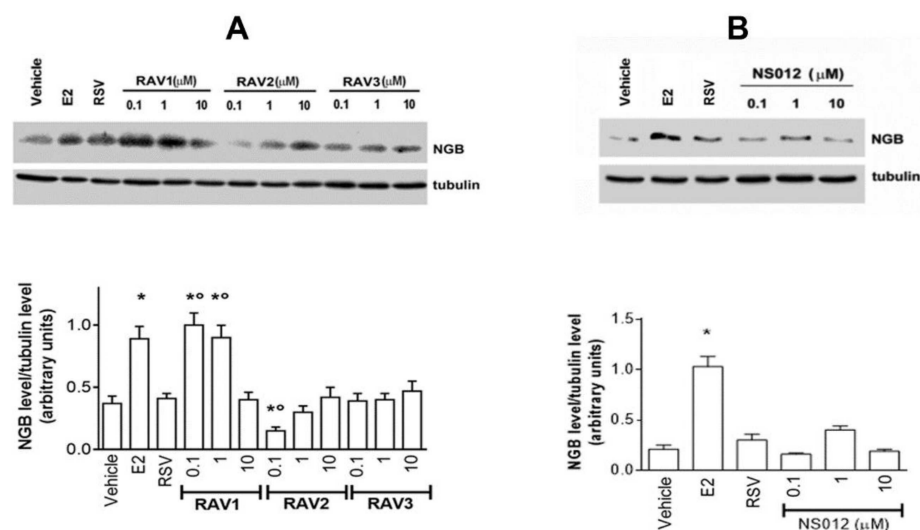 A
B
Vehicle
E2
RSV
RAV1(μM)
RAV2(μM)
RAV3(μM)
0.1 1 10 0.1 1 10 0.1 1 10
NGB
tubulin
Vehicle
E2
RSV
NS012 (μM)
0.1 1 10
NGB
tubulin
NGB level/tubulin level
(arbitrary units)
1.0
0.5
0.0
*
*°
*°
*°
Vehicle
E2
RSV
0.1
1
10
0.1
1
10
0.1
1
10
RAV1
RAV2
RAV3
NGB level/tubulin level
(arbitrary units)
1.5
1.0
0.5
0.0
*
Vehicle
E2
RSV
0.1
1
10
NS012 (μM)